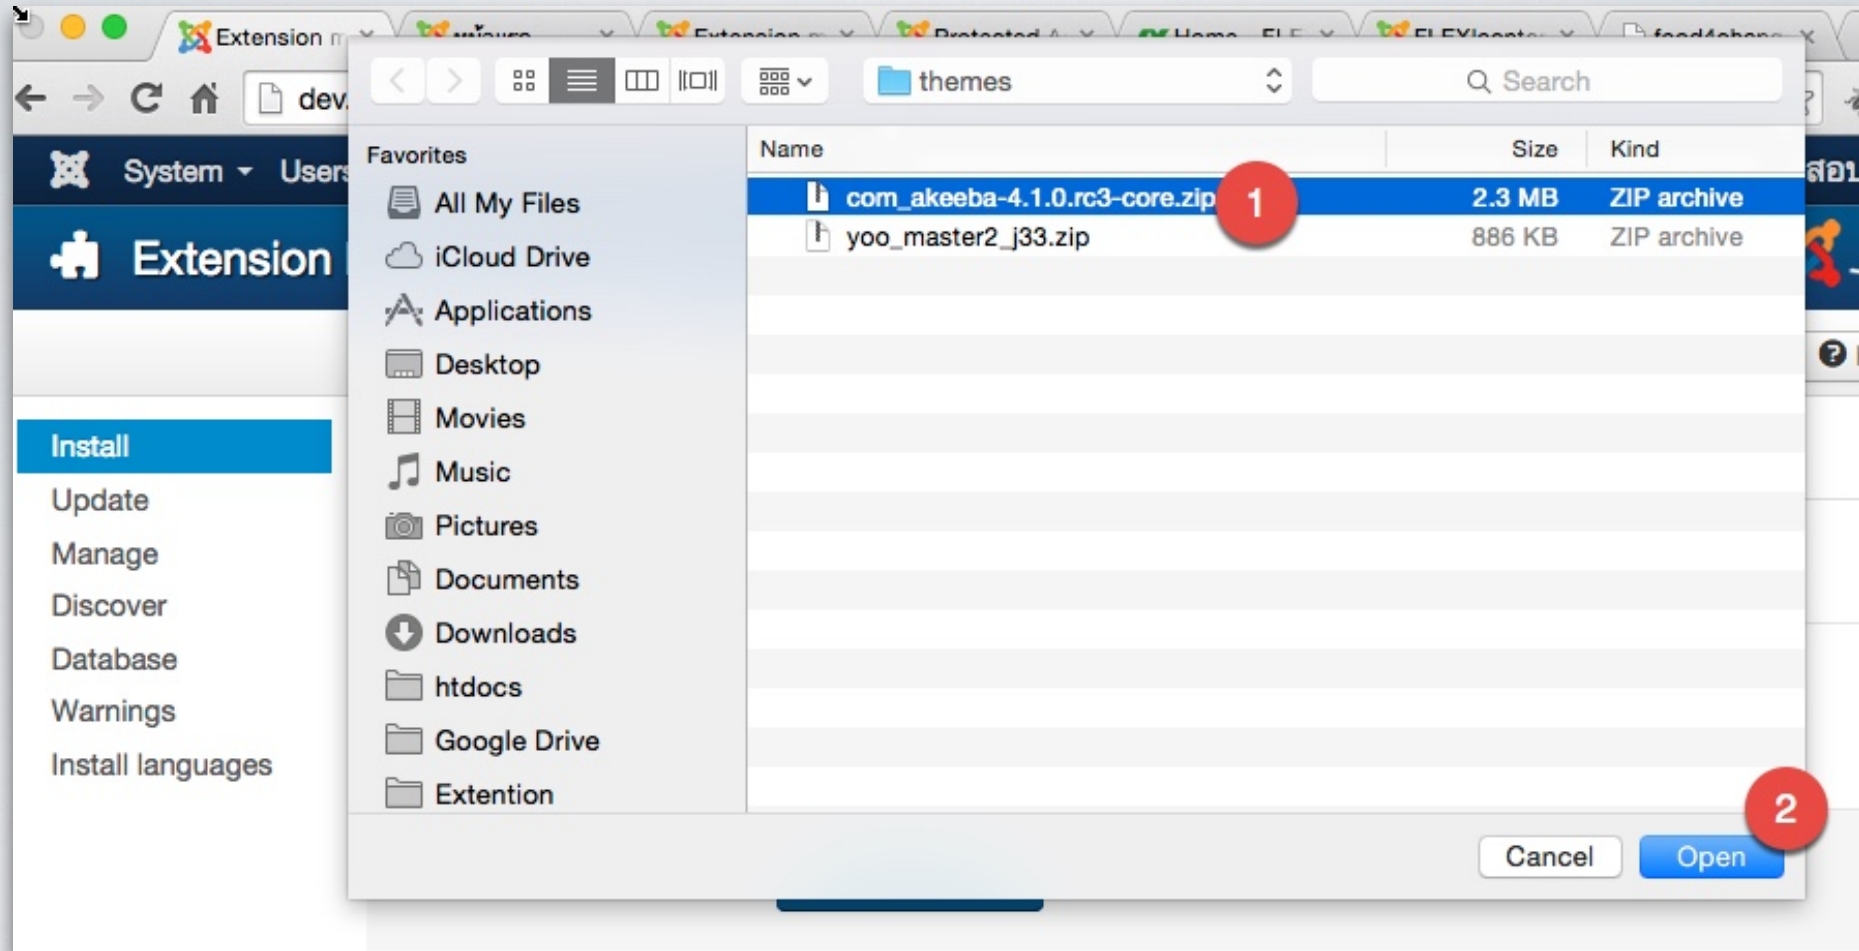 Extension m
dev.
themes
Search
System
Users
Extension
Favorites
All My Files
iCloud Drive
Applications
Desktop
Movies
Music
Pictures
Documents
Downloads
htdocs
Google Drive
Extention
Name Size Kind
com_akeeba-4.1.0.rc3-core.zip 2.3 MB ZIP archive
1
yoo_master2_j33.zip 886 KB ZIP archive
Install
Update
Manage
Discover
Database
Warnings
Install languages
2
Cancel
Open